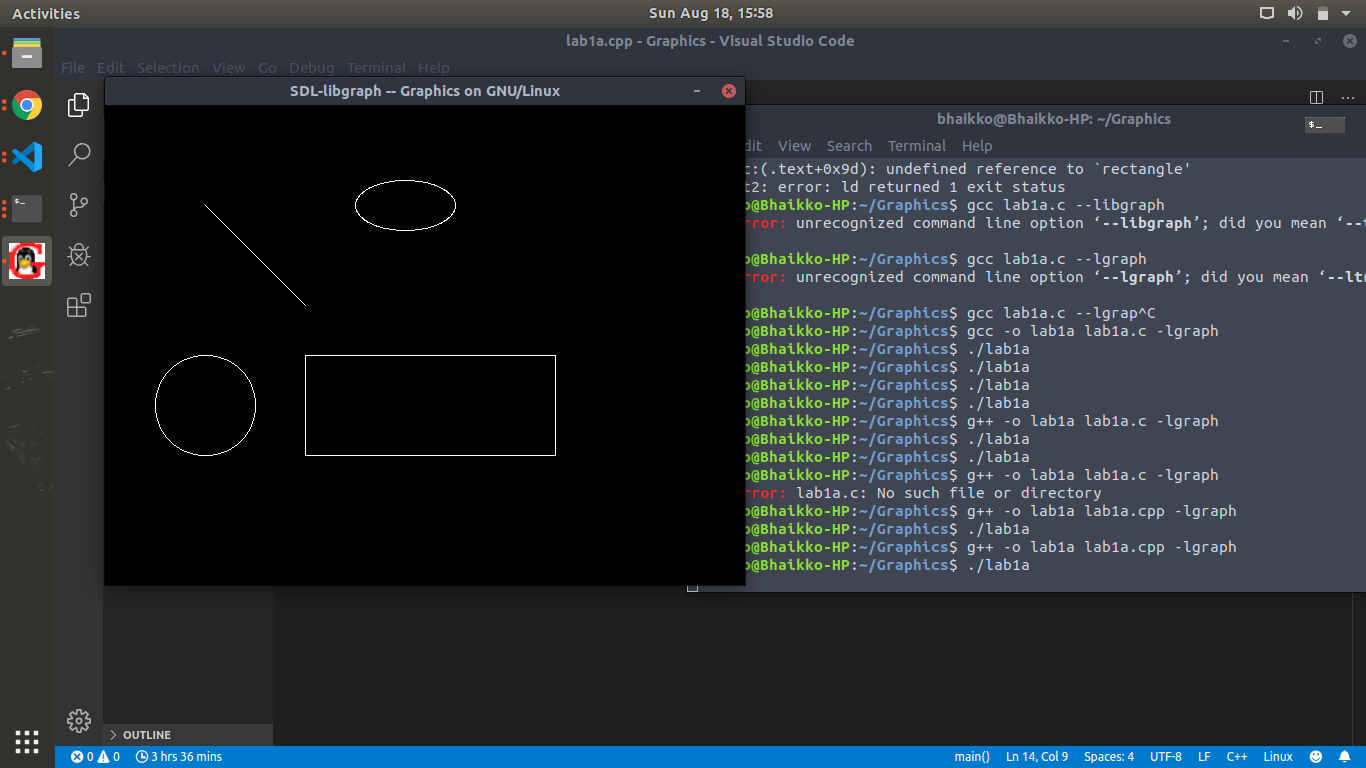 Activities
Sun Aug 18, 15:58
lab1a.cpp - Graphics - Visual Studio Code
File Edit Selection View Go Debug Terminal Help
SDL-libgraph -- Graphics on GNU/Linux
bhaikko@Bhaikko-HP: ~/Graphics
$_
dit View Search Terminal Help
c:(.text+0x9d): undefined reference to `rectangle'
t2: error: ld returned 1 exit status
o@Bhaikko-HP:~/Graphics$ gcc lab1a.c --libgraph
ror: unrecognized command line option ‘--libgraph’; did you mean ‘--
o@Bhaikko-HP:~/Graphics$ gcc lab1a.c --lgraph
ror: unrecognized command line option ‘--lgraph’; did you mean ‘--
o@Bhaikko-HP:~/Graphics$ gcc lab1a.c --lgrap^C
o@Bhaikko-HP:~/Graphics$ gcc -o lab1a lab1a.c -lgraph
o@Bhaikko-HP:~/Graphics$ ./lab1a
o@Bhaikko-HP:~/Graphics$ ./lab1a
o@Bhaikko-HP:~/Graphics$ ./lab1a
o@Bhaikko-HP:~/Graphics$ ./lab1a
o@Bhaikko-HP:~/Graphics$ g++ -o lab1a lab1a.c -lgraph
o@Bhaikko-HP:~/Graphics$ ./lab1a
o@Bhaikko-HP:~/Graphics$ ./lab1a
o@Bhaikko-HP:~/Graphics$ g++ -o lab1a lab1a.c -lgraph
ror: lab1a.c: No such file or directory
o@Bhaikko-HP:~/Graphics$ g++ -o lab1a lab1a.cpp -lgraph
o@Bhaikko-HP:~/Graphics$ ./lab1a
o@Bhaikko-HP:~/Graphics$ g++ -o lab1a lab1a.cpp -lgraph
o@Bhaikko-HP:~/Graphics$ ./lab1a
OUTLINE
0 0 3 hrs 36 mins main() Ln 14, Col 9 Spaces: 4 UTF-8 LF C++ Linux